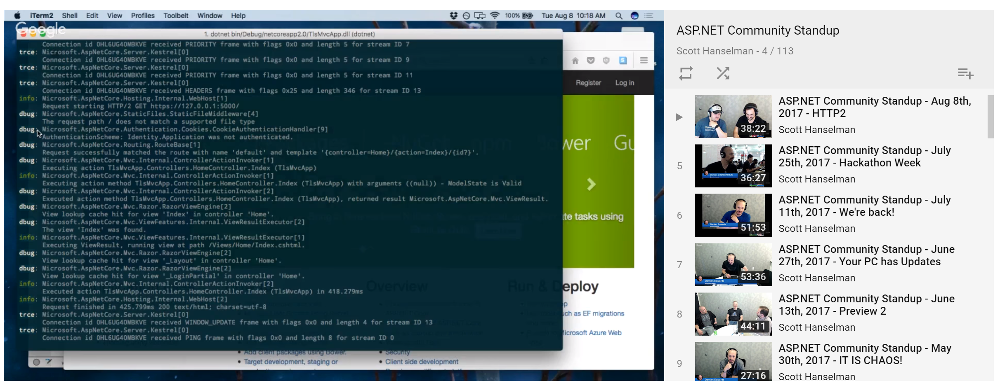 iTerm2 Shell Edit View Profiles Toolbelt Window Help 100% Tue Aug 8 10:18 AM
Google
1. dotnet bin/Debug/netcoreapp2.0/TlsMvcApp.dll (dotnet)
Connection id 0HL6UG40MBKVE received PRIORITY frame with flags 0x0 and length 5 for stream ID 7
trce: Microsoft.AspNetCore.Server.Kestrel[0]
Connection id 0HL6UG40MBKVE received PRIORITY frame with flags 0x0 and length 5 for stream ID 9
trce: Microsoft.AspNetCore.Server.Kestrel[0]
Connection id 0HL6UG40MBKVE received PRIORITY frame with flags 0x0 and length 5 for stream ID 11
trce: Microsoft.AspNetCore.Server.Kestrel[0]
Connection id 0HL6UG40MBKVE received HEADERS frame with flags 0x25 and length 346 for stream ID 13
info: Microsoft.AspNetCore.Hosting.Internal.WebHost[1]
Request starting HTTP/2 GET https://127.0.0.1:5000/
dbug: Microsoft.AspNetCore.StaticFiles.StaticFileMiddleware[4]
The request path / does not match a supported file type
dbug: Microsoft.AspNetCore.Authentication.Cookies.CookieAuthenticationHandler[9]
AuthenticationScheme: Identity.Application was not authenticated.
dbug: Microsoft.AspNetCore.Routing.RouteBase[1]
Request successfully matched the route with name 'default' and template '{controller=Home}/{action=Index}/{id?}'.
dbug: Microsoft.AspNetCore.Mvc.Internal.ControllerActionInvoker[1]
Executing action TlsMvcApp.Controllers.HomeController.Index (TlsMvcApp)
info: Microsoft.AspNetCore.Mvc.Internal.ControllerActionInvoker[1]
Executing action method TlsMvcApp.Controllers.HomeController.Index (TlsMvcApp) with arguments ((null)) - ModelState is Valid
dbug: Microsoft.AspNetCore.Mvc.Internal.ControllerActionInvoker[2]
Executed action method TlsMvcApp.Controllers.HomeController.Index (TlsMvcApp), returned result Microsoft.AspNetCore.Mvc.ViewResult.
dbug: Microsoft.AspNetCore.Mvc.Razor.RazorViewEngine[2]
View lookup cache hit for view 'Index' in controller 'Home'.
dbug: Microsoft.AspNetCore.Mvc.ViewFeatures.Internal.ViewResultExecutor[2]
The view 'Index' was found.
info: Microsoft.AspNetCore.Mvc.ViewFeatures.Internal.ViewResultExecutor[1]
Executing ViewResult, running view at path /Views/Home/Index.cshtml.
dbug: Microsoft.AspNetCore.Mvc.Razor.RazorViewEngine[2]
View lookup cache hit for view '_Layout' in controller 'Home'.
dbug: Microsoft.AspNetCore.Mvc.Razor.RazorViewEngine[2]
View lookup cache hit for view '_LoginPartial' in controller 'Home'.
info: Microsoft.AspNetCore.Mvc.Internal.ControllerActionInvoker[2]
Executed action TlsMvcApp.Controllers.HomeController.Index (TlsMvcApp) in 418.279ms
info: Microsoft.AspNetCore.Hosting.Internal.WebHost[2]
Request finished in 425.799ms 200 text/html; charset=utf-8
trce: Microsoft.AspNetCore.Server.Kestrel[0]
Connection id 0HL6UG40MBKVE received WINDOW_UPDATE frame with flags 0x0 and length 4 for stream ID 13
trce: Microsoft.AspNetCore.Server.Kestrel[0]
Connection id 0HL6UG40MBKVE received PING frame with flags 0x0 and length 8 for stream ID 0
Register Log in
wer Gu
te tasks using
Overview Run & Deploy
uch as EF migrations
Microsoft Azure Web
Add client packages using Bower.
Security
Target development, staging or
Client side development
ASP.NET Community Standup
Scott Hanselman - 4 / 113
ASP.NET Community Standup - Aug 8th,
2017 - HTTP2
Scott Hanselman
38:22
5
ASP.NET Community Standup - July
25th, 2017 - Hackathon Week
Scott Hanselman
36:27
6
ASP.NET Community Standup - July
11th, 2017 - We're back!
Scott Hanselman
51:53
7
ASP.NET Community Standup - June
27th, 2017 - Your PC has Updates
Scott Hanselman
53:36
8
ASP.NET Community Standup - June
13th, 2017 - Preview 2
Scott Hanselman
44:11
9
ASP.NET Community Standup - May
30th, 2017 - IT IS CHAOS!
Scott Hanselman
27:16